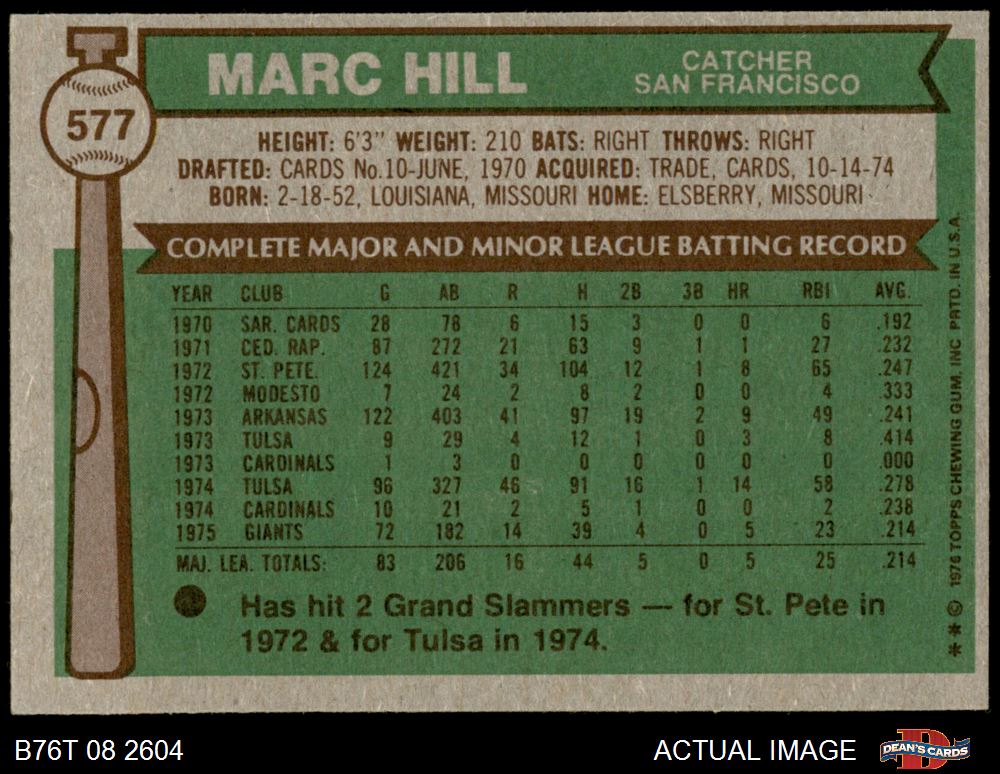 577
MARC HILL
CATCHER
SAN FRANCISCO
HEIGHT: 6'3" WEIGHT: 210 BATS: RIGHT THROWS: RIGHT
DRAFTED: CARDS No.10-JUNE, 1970 ACQUIRED: TRADE, CARDS, 10-14-74
BORN: 2-18-52, LOUISIANA, MISSOURI HOME: ELSBERRY, MISSOURI
COMPLETE MAJOR AND MINOR LEAGUE BATTING RECORD
YEAR CLUB G AB R H 2B 3B HR RBI AVG.
1970 SAR. CARDS 28 78 6 15 3 0 0 6 .192
1971 CED. RAP. 87 272 21 63 9 1 1 27 .232
1972 ST. PETE. 124 421 34 104 12 1 8 65 .247
1972 MODESTO 7 24 2 8 2 0 0 4 .333
1973 ARKANSAS 122 403 41 97 19 2 9 49 .241
1973 TULSA 9 29 4 12 1 0 3 8 .414
1973 CARDINALS 1 3 0 0 0 0 0 0 .000
1974 TULSA 96 327 46 91 16 1 14 58 .278
1974 CARDINALS 10 21 2 5 1 0 0 2 .238
1975 GIANTS 72 182 14 39 4 0 5 23 .214
MAJ. LEA. TOTALS: 83 206 16 44 5 0 5 25 .214
Has hit 2 Grand Slammers — for St. Pete in
1972 & for Tulsa in 1974.
** © 1976 TOPPS CHEWING GUM, INC PRTD. IN U.S.A.
B76T 08 2604
ACTUAL IMAGE
DEAN'S CARDS